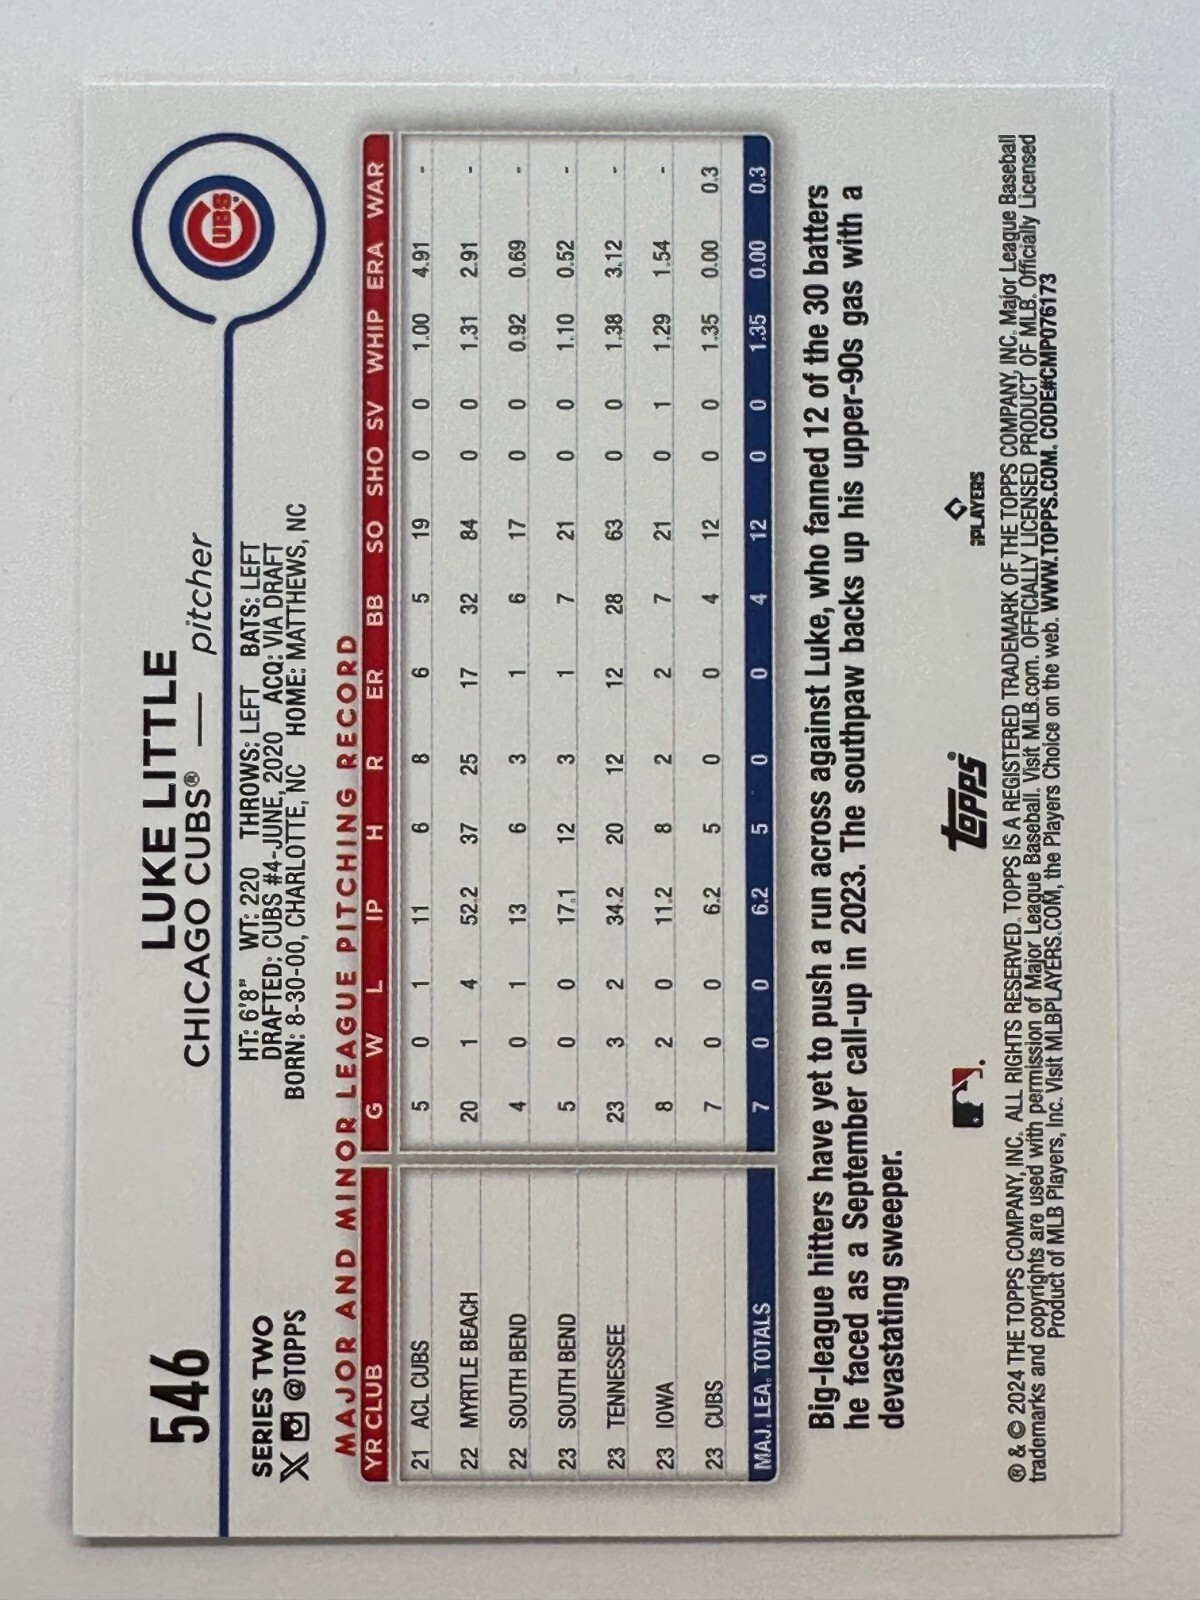 546
LUKE LITTLE
CHICAGO CUBS® — pitcher
CUBS
SERIES TWO
X @TOPPS
HT: 6'8" WT: 220 THROWS: LEFT BATS: LEFT
DRAFTED: CUBS #4-JUNE, 2020 ACQ: VIA DRAFT
BORN: 8-30-00, CHARLOTTE, NC HOME: MATTHEWS, NC
MAJOR AND MINOR LEAGUE PITCHING RECORD
YR CLUB G W L IP H R ER BB SO SHO SV WHIP ERA WAR
21 ACL CUBS 5 0 1 11 6 8 6 5 19 0 0 1.00 4.91 -
22 MYRTLE BEACH 20 1 4 52.2 37 25 17 32 84 0 0 1.31 2.91 -
22 SOUTH BEND 4 0 1 13 6 3 1 6 17 0 0 0.92 0.69 -
23 SOUTH BEND 5 0 0 17.1 12 3 1 7 21 0 0 1.10 0.52 -
23 TENNESSEE 23 3 2 34.2 20 12 12 28 63 0 0 1.38 3.12 -
23 IOWA 8 2 0 11.2 8 2 2 7 21 0 1 1.29 1.54 -
23 CUBS 7 0 0 6.2 5 0 0 4 12 0 0 1.35 0.00 0.3
MAJ. LEA. TOTALS 7 0 0 6.2 5 0 0 4 12 0 0 1.35 0.00 0.3
Big-league hitters have yet to push a run across against Luke, who fanned 12 of the 30 batters
he faced as a September call-up in 2023. The southpaw backs up his upper-90s gas with a
devastating sweeper.
topps
PLAYERS
® & © 2024 THE TOPPS COMPANY, INC. ALL RIGHTS RESERVED. TOPPS IS A REGISTERED TRADEMARK OF THE TOPPS COMPANY, INC. Major League Baseball
trademarks and copyrights are used with permission of Major League Baseball. Visit MLB.com. OFFICIALLY LICENSED PRODUCT OF MLB. Officially Licensed
Product of MLB Players, Inc. Visit MLBPLAYERS.COM, the Players Choice on the web. WWW.TOPPS.COM. CODE#CMP076173